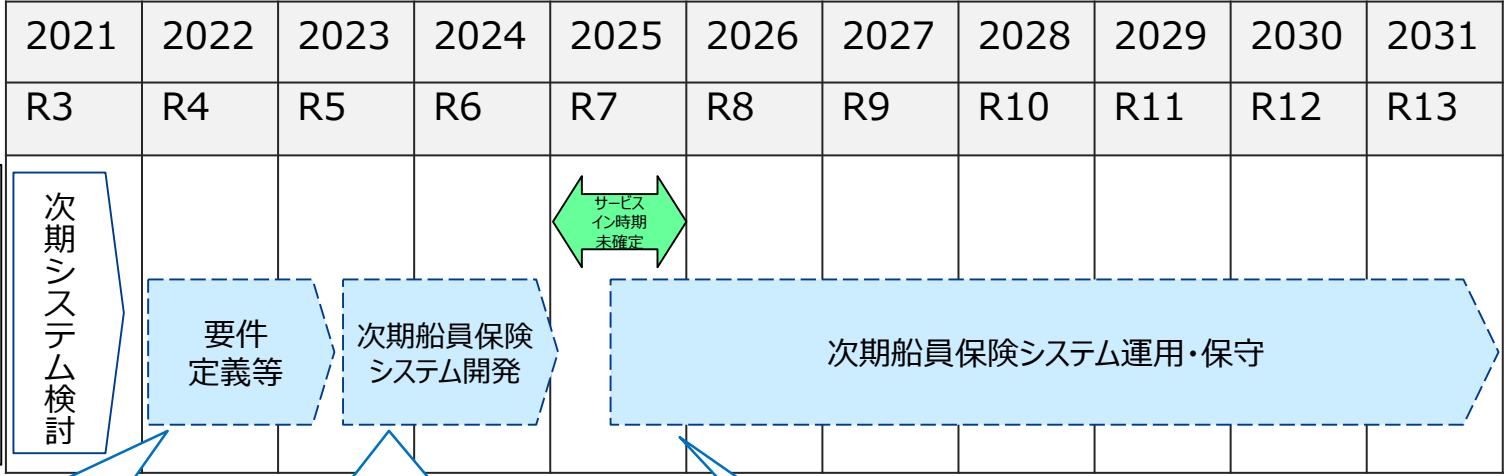 2021 2022 2023 2024 2025 2026 2027 2028 2029 2030 2031
R3 R4 R5 R6 R7 R8 R9 R10 R11 R12 R13
次期システム検討
サービス
イン時期
未確定
要件
定義等
次期船員保険
システム開発
次期船員保険システム運用・保守